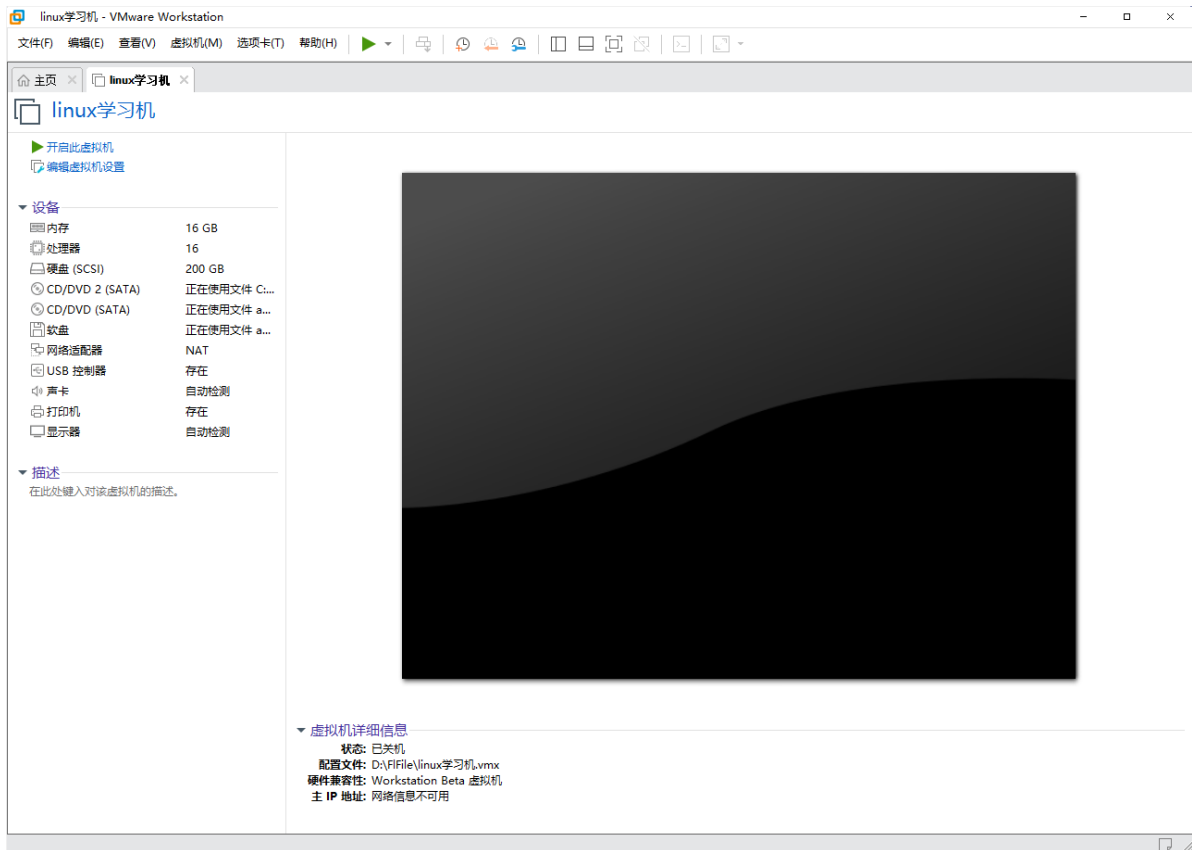 linux学习机 - VMware Workstation
文件(F) 编辑(E) 查看(V) 虚拟机(M) 选项卡(T) 帮助(H)
主页 linux学习机
linux学习机
开启此虚拟机
编辑虚拟机设置
设备
内存 16 GB
处理器 16
硬盘 (SCSI) 200 GB
CD/DVD 2 (SATA) 正在使用文件 C:...
CD/DVD (SATA) 正在使用文件 a...
软盘 正在使用文件 a...
网络适配器 NAT
USB 控制器 存在
声卡 自动检测
打印机 存在
显示器 自动检测
描述
在此处键入对该虚拟机的描述。
虚拟机详细信息
状态: 已关机
配置文件: D:\FlFile\linux学习机.vmx
硬件兼容性: Workstation Beta 虚拟机
主 IP 地址: 网络信息不可用